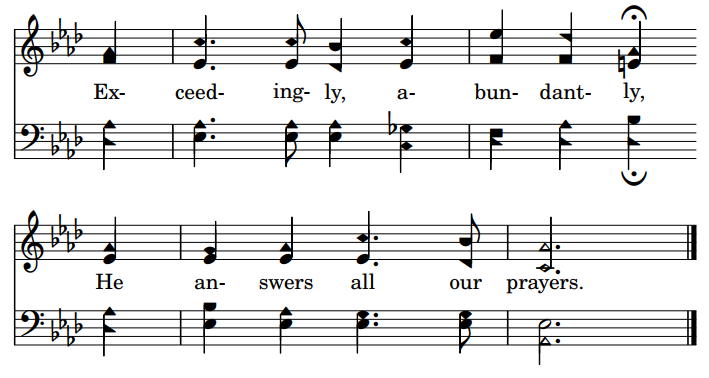 Ex- ceed- ing- ly, a- bun- dant- ly,
He an- swers all our prayers.